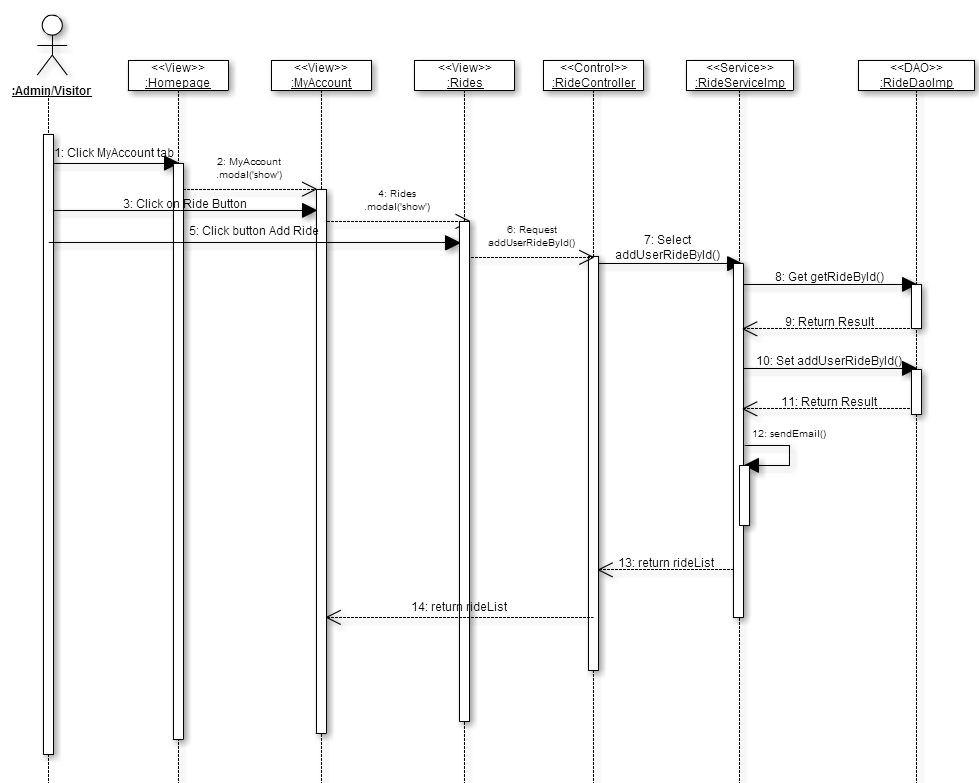 :Admin/Visitor
<<View>>
:Homepage
<<View>>
:MyAccount
<<View>>
:Rides
<<Control>>
:RideController
<<Service>>
:RideServiceImp
<<DAO>>
:RideDaoImp
1: Click MyAccount tab
2: MyAccount
.modal('show')
3: Click on Ride Button
4: Rides
.modal('show')
5: Click button Add Ride
6: Request
addUserRideById()
7: Select
addUserRideById()
8: Get getRideById()
9: Return Result
10: Set addUserRideById()
11: Return Result
12: sendEmail()
13: return rideList
14: return rideList